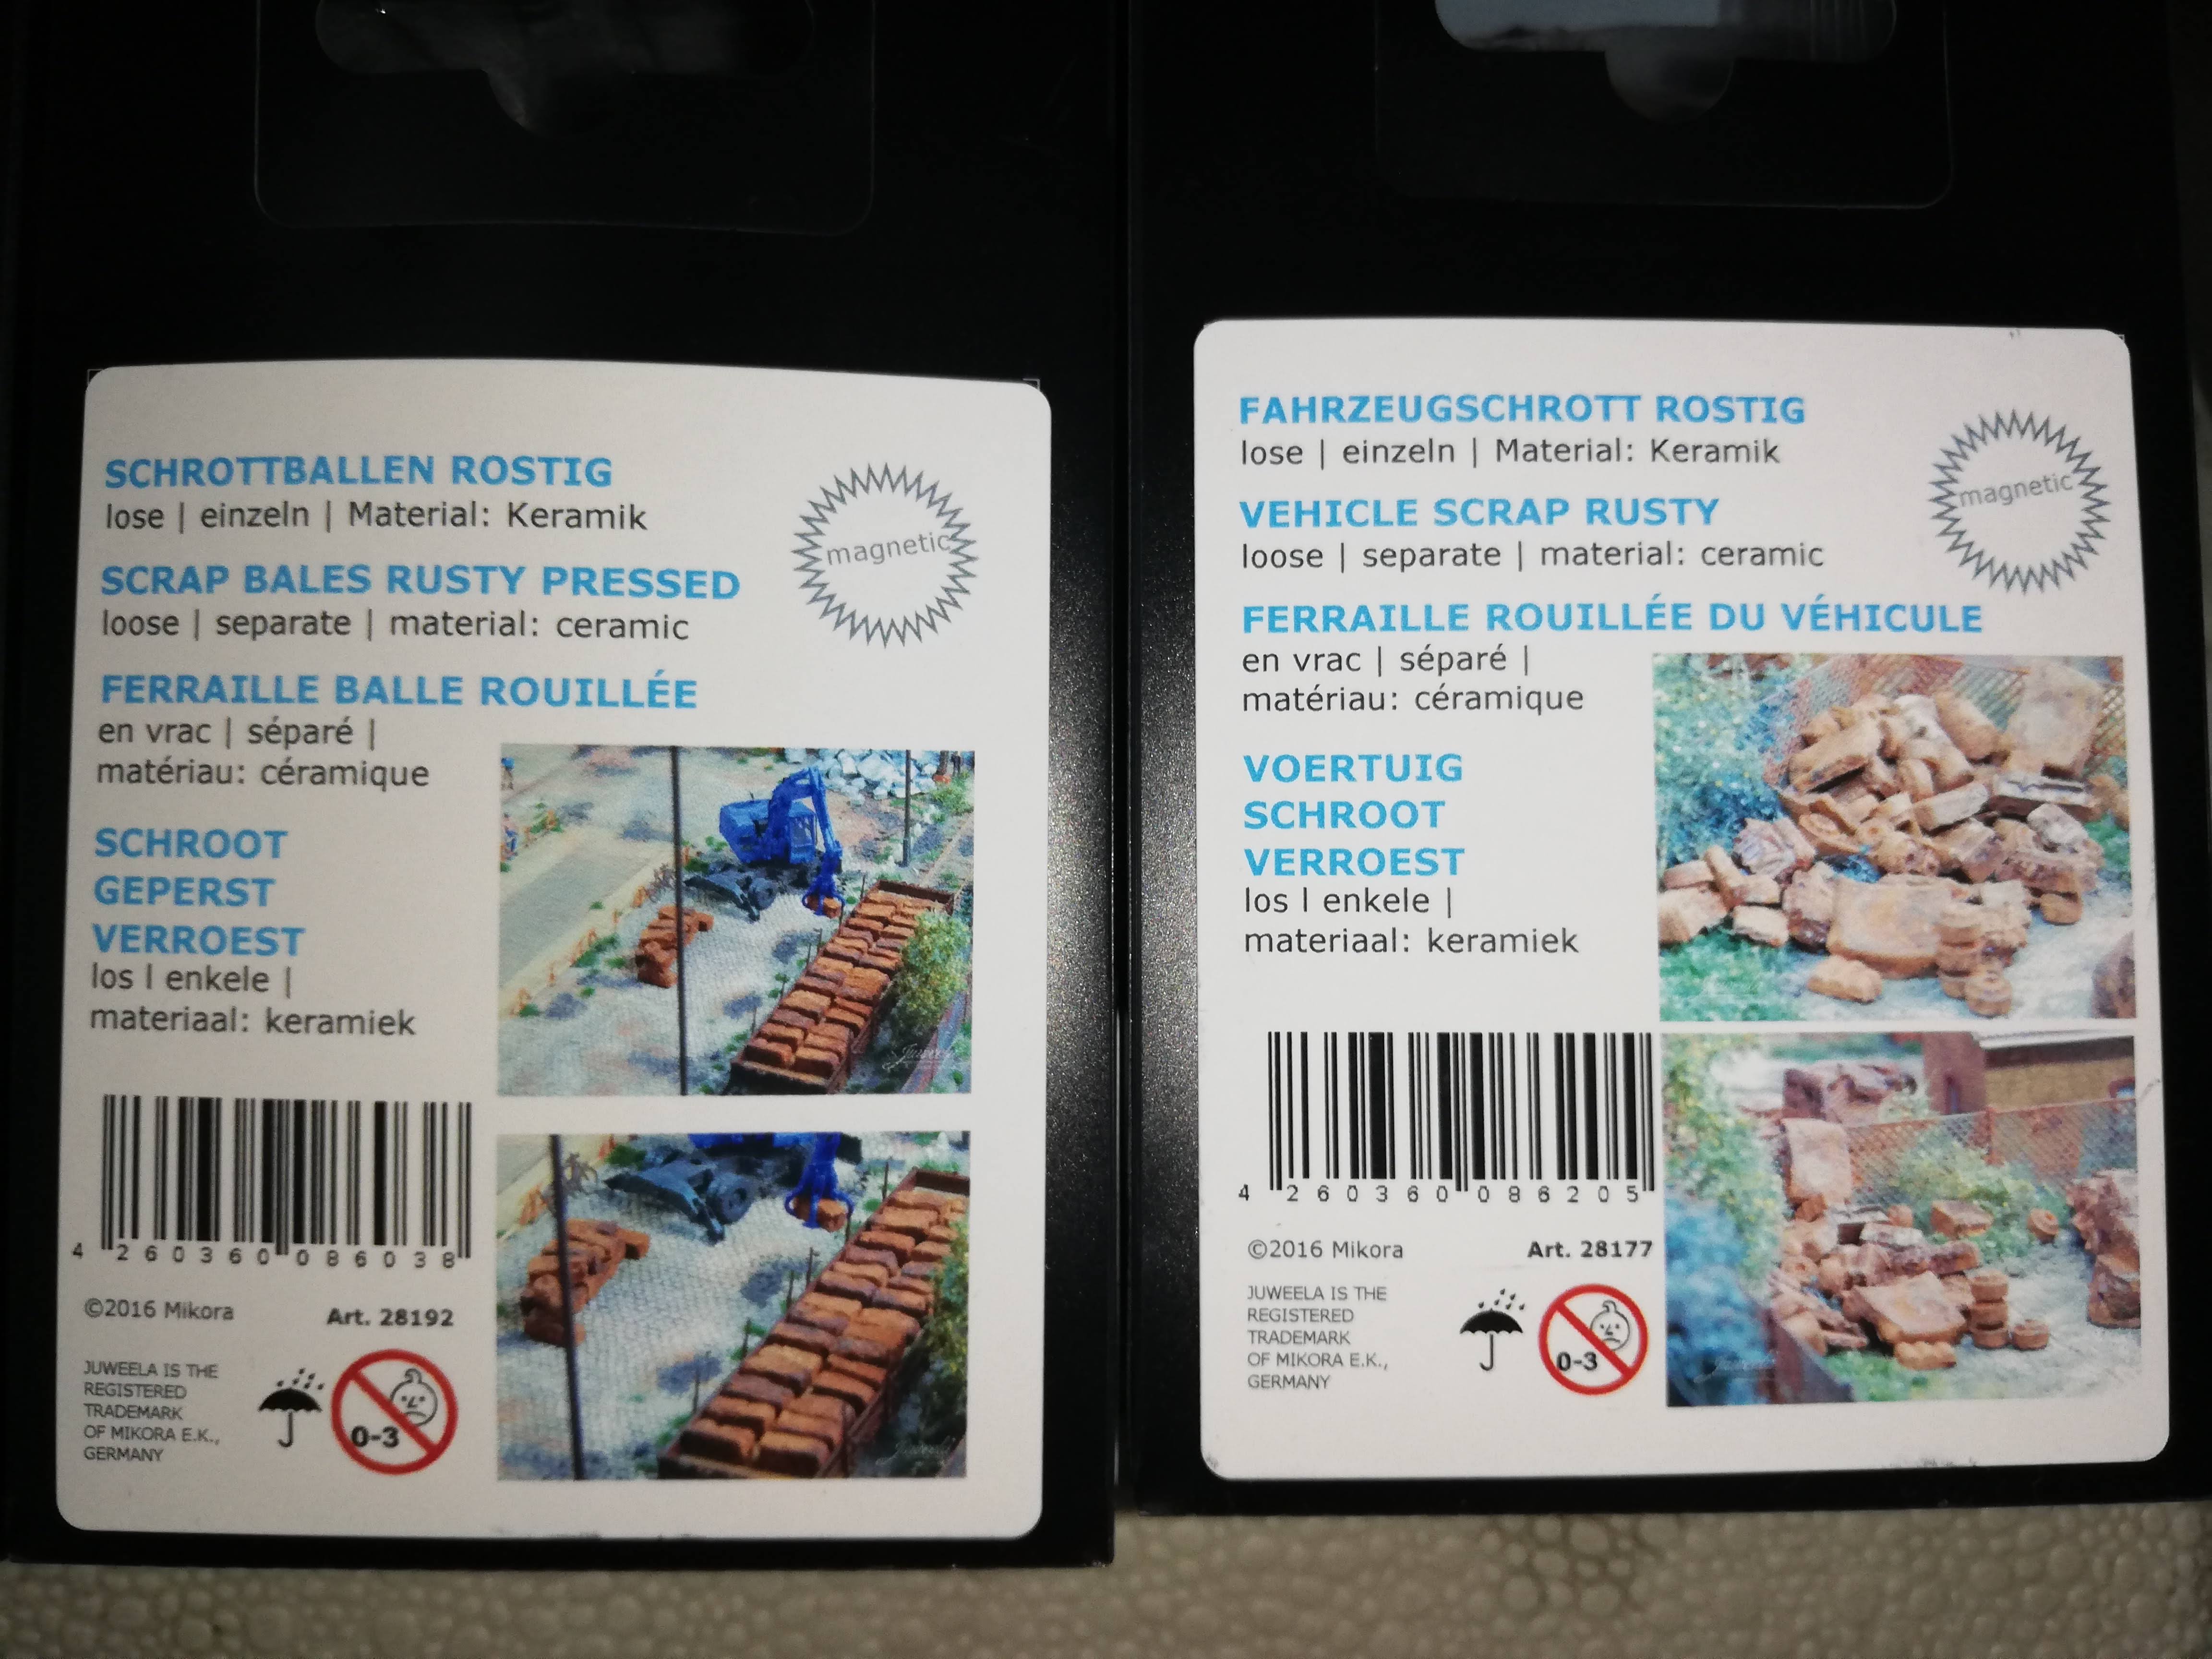 SCHROTTBALLEN ROSTIG
lose | einzeln | Material: Keramik
SCRAP BALES RUSTY PRESSED
loose | separate | material: ceramic
FERRAILLE BALLE ROUILLÉE
en vrac | séparé |
matériau: céramique
SCHROOT
GEPERST
VERROEST
los l enkele |
materiaal: keramiek
magnetic
Juweela
Juweela
4 260360 086038
©2016 Mikora
Art. 28192
JUWEELA IS THE
REGISTERED
TRADEMARK
OF MIKORA E.K.,
GERMANY
0-3
FAHRZEUGSCHROTT ROSTIG
lose | einzeln | Material: Keramik
VEHICLE SCRAP RUSTY
loose | separate | material: ceramic
FERRAILLE ROUILLÉE DU VÉHICULE
en vrac | séparé |
matériau: céramique
VOERTUIG
SCHROOT
VERROEST
los l enkele |
materiaal: keramiek
magnetic
4 260360 086205
©2016 Mikora
Art. 28177
JUWEELA IS THE
REGISTERED
TRADEMARK
OF MIKORA E.K.,
GERMANY
0-3